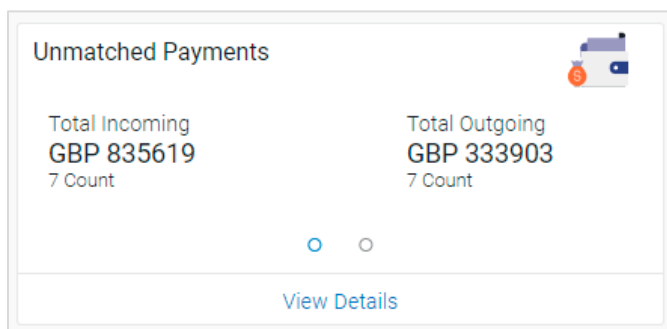 Unmatched Payments
Total Incoming
GBP 835619
7 Count
Total Outgoing
GBP 333903
7 Count
View Details